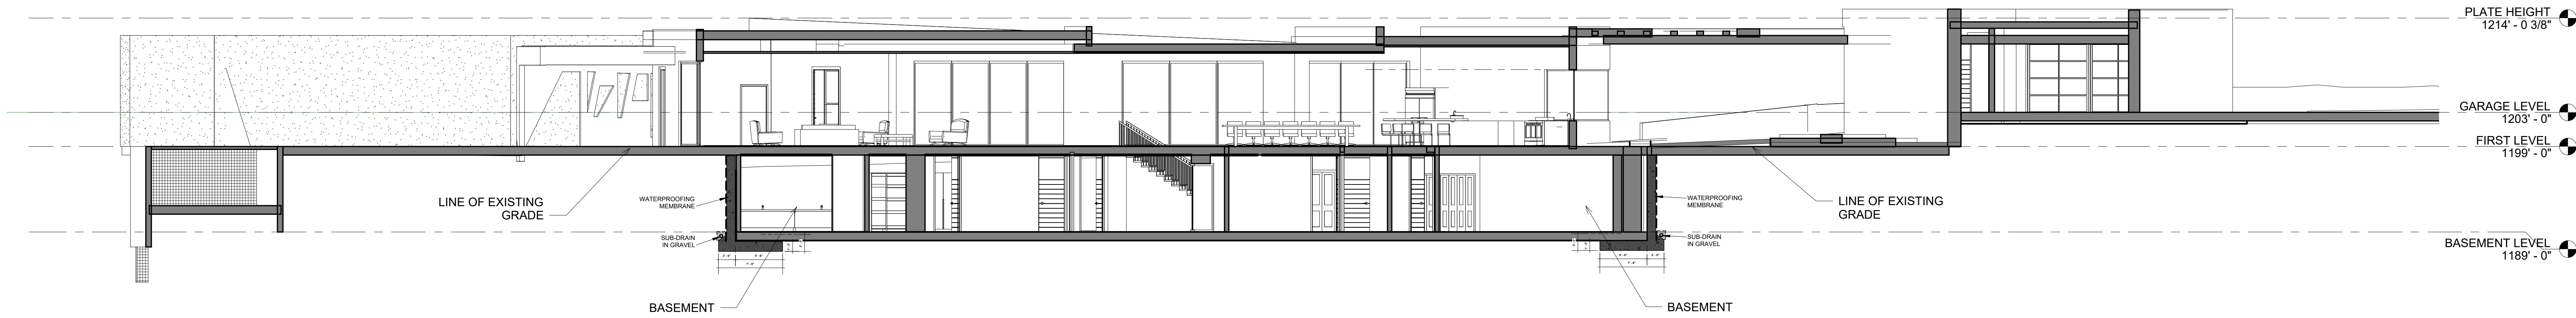 PLATE HEIGHT
1214' - 0 3/8"
GARAGE LEVEL
1203' - 0"
FIRST LEVEL
1199' - 0"
LINE OF EXISTING
GRADE
WATERPROOFING
MEMBRANE
WATERPROOFING
MEMBRANE
LINE OF EXISTING
GRADE
SUB-DRAIN
IN GRAVEL
SUB-DRAIN
IN GRAVEL
BASEMENT LEVEL
1189' - 0"
BASEMENT
BASEMENT